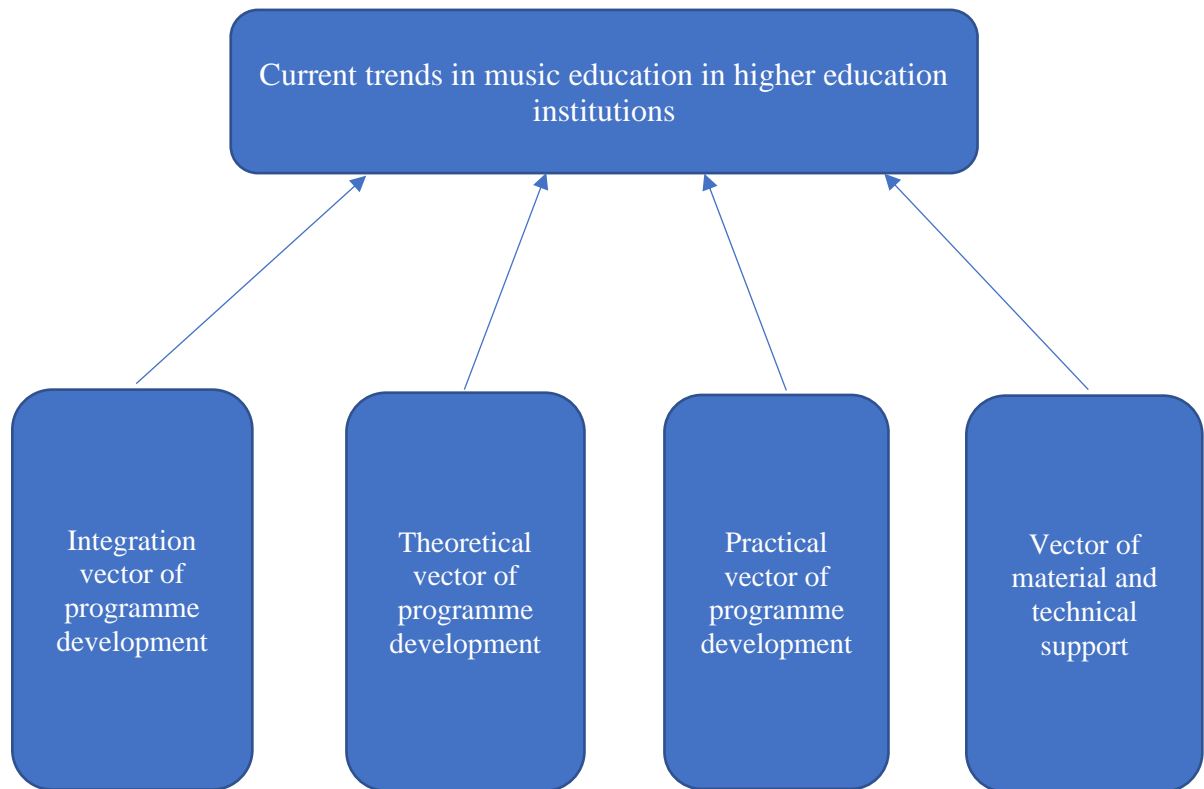 Current trends in music education in higher education
institutions
Integration
vector of
programme
development
Theoretical
vector of
programme
development
Practical
vector of
programme
development
Vector of
material and
technical
support